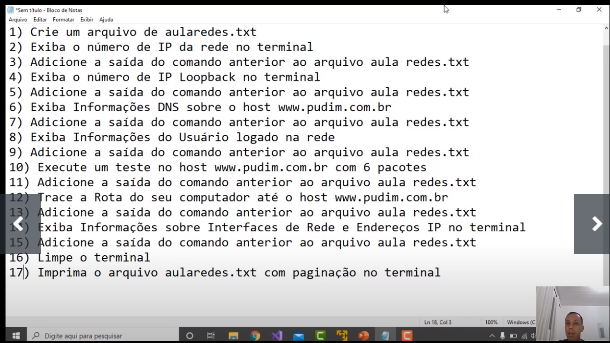 *Sem título - Bloco de Notas
Arquivo Editar Formatar Exibir Ajuda
1) Crie um arquivo de aularedes.txt
2) Exiba o número de IP da rede no terminal
3) Adicione a saída do comando anterior ao arquivo aula redes.txt
4) Exiba o número de IP Loopback no terminal
5) Adicione a saída do comando anterior ao arquivo aula redes.txt
6) Exiba Informações DNS sobre o host www.pudim.com.br
7) Adicione a saída do comando anterior ao arquivo aula redes.txt
8) Exiba Informações do Usuário logado na rede
9) Adicione a saída do comando anterior ao arquivo aula redes.txt
10) Execute um teste no host www.pudim.com.br com 6 pacotes
11) Adicione a saída do comando anterior ao arquivo aula redes.txt
12) Trace a Rota do seu computador até o host www.pudim.com.br
13) Adicione a saída do comando anterior ao arquivo aula redes.txt
) Exiba Informações sobre Interfaces de Rede e Endereços IP no terminal
15) Adicione a saída do comando anterior ao arquivo aula redes.txt
16) Limpe o terminal
17) Imprima o arquivo aularedes.txt com paginação no terminal
Ln 18, Col 3 100% Windows (C
Digite aqui para pesquisar